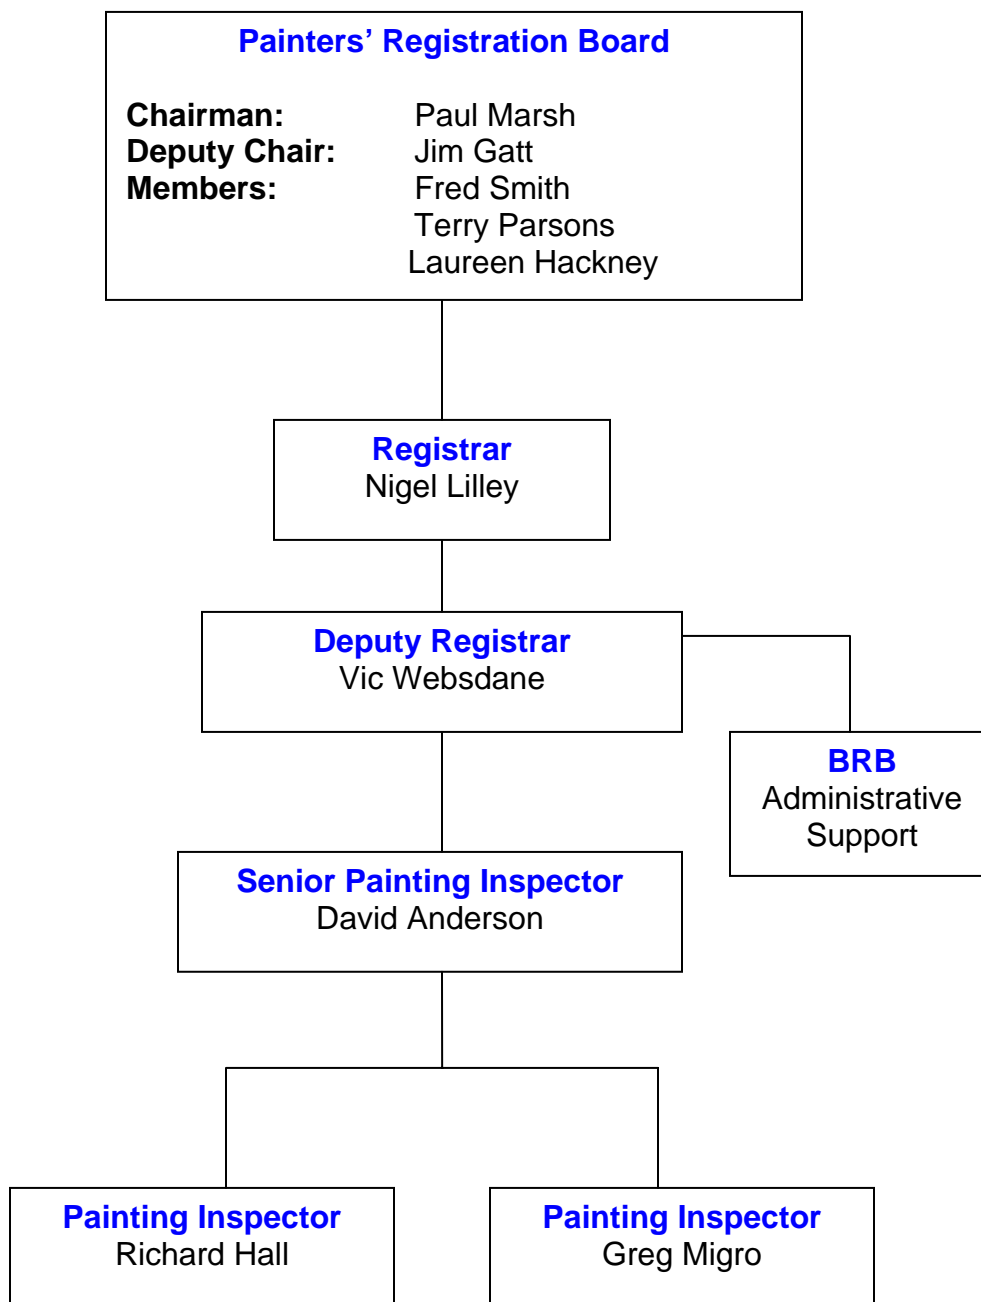 Painters’ Registration Board
Chairman: Paul Marsh
Deputy Chair: Jim Gatt
Members: Fred Smith
Terry Parsons
Laureen Hackney
Registrar
Nigel Lilley
Deputy Registrar
Vic Websdane
BRB
Administrative
Support
Senior Painting Inspector
David Anderson
Painting Inspector
Richard Hall
Painting Inspector
Greg Migro